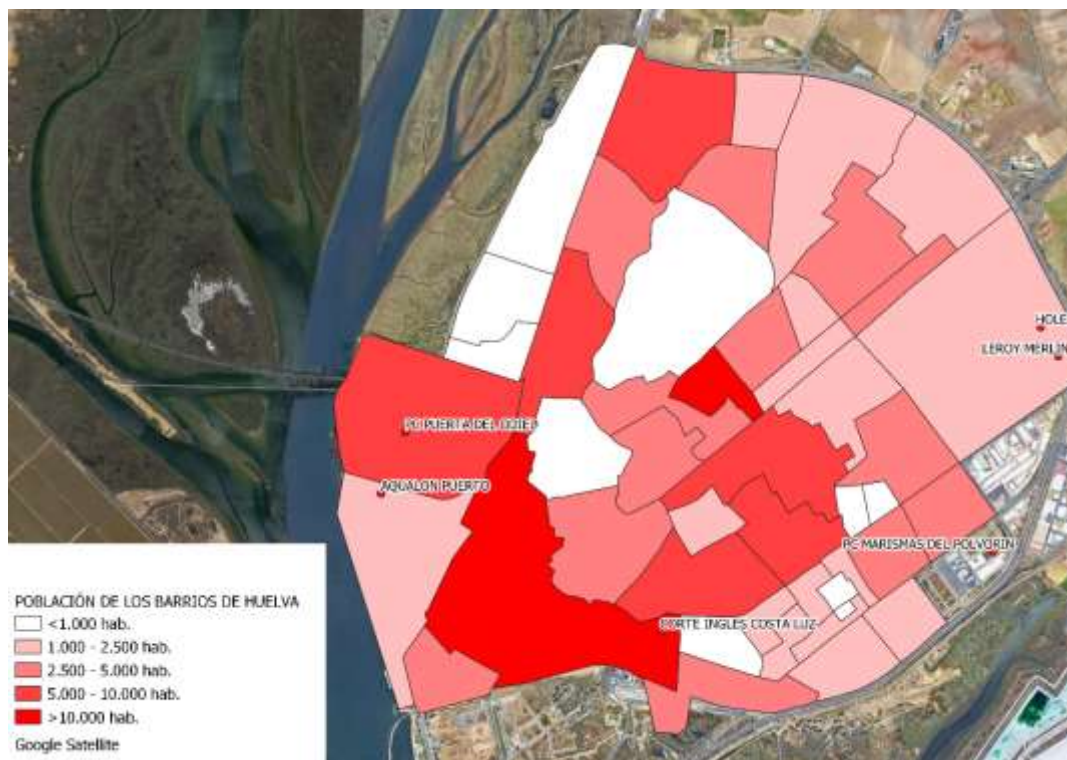 HOLE
LEROY MERLIN
PC PUERTA DEL ODIEL
AQUALON PUERTO
PC MARISMAS DEL POLVORIN
CORTE INGLES COSTA LUZ
POBLACIÓN DE LOS BARRIOS DE HUELVA
<1.000 hab.
1.000 - 2.500 hab.
2.500 - 5.000 hab.
5.000 - 10.000 hab.
>10.000 hab.
Google Satellite